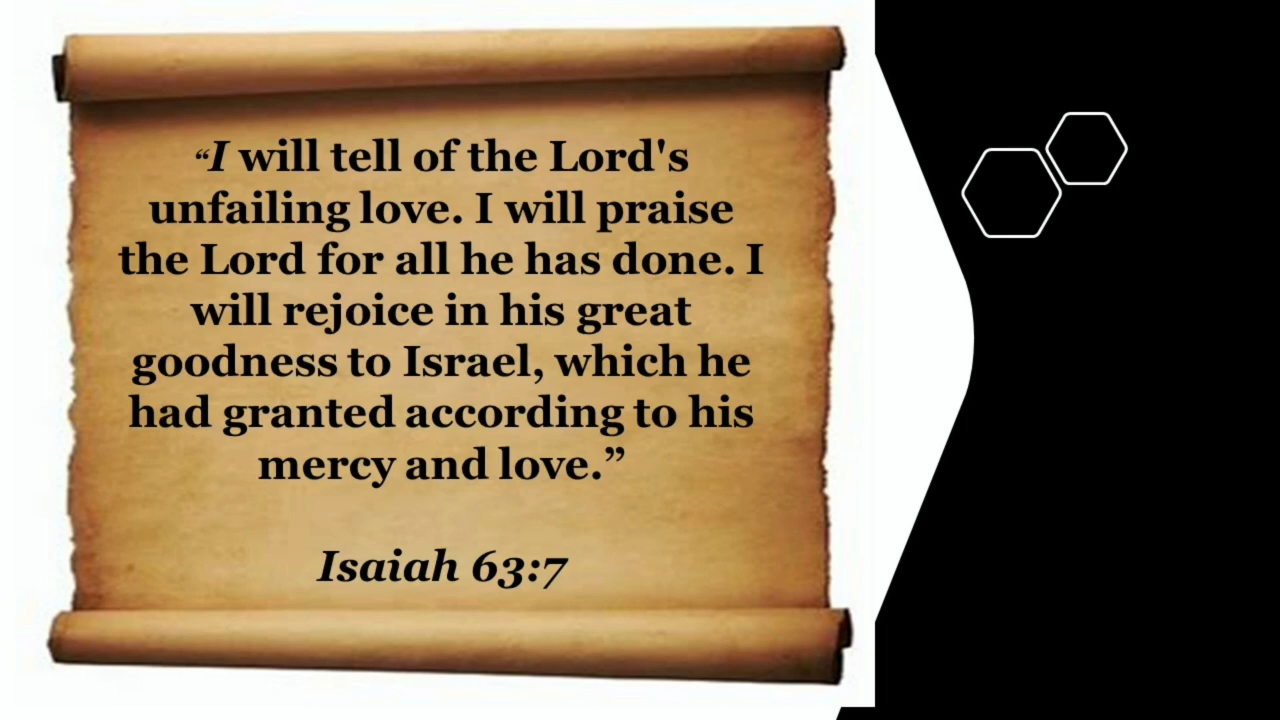 “I will tell of the Lord's
unfailing love. I will praise
the Lord for all he has done. I
will rejoice in his great
goodness to Israel, which he
had granted according to his
mercy and love.”
Isaiah 63:7